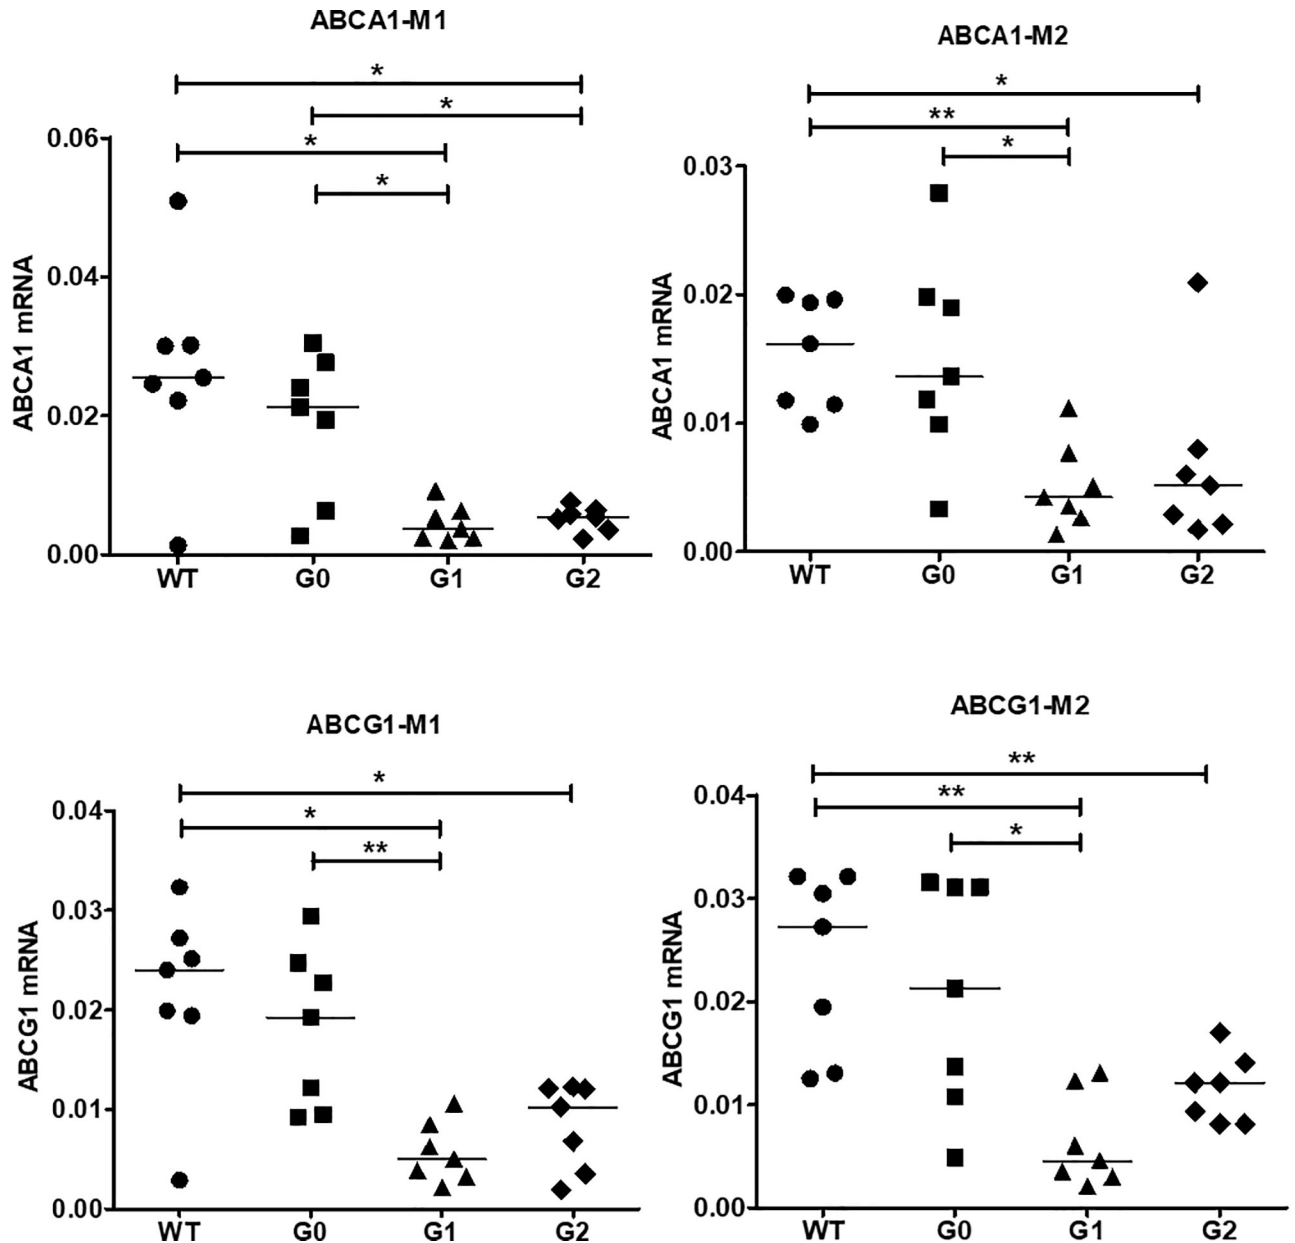 ABCA1-M1
*
*
*
*
0.06
0.04
0.02
0.00
ABCA1 mRNA
WT G0 G1 G2
ABCA1-M2
*
**
*
0.03
0.02
0.01
0.00
ABCA1 mRNA
WT G0 G1 G2
ABCG1-M1
*
*
**
0.04
0.03
0.02
0.01
0.00
ABCG1 mRNA
WT G0 G1 G2
ABCG1-M2
**
**
*
0.04
0.03
0.02
0.01
0.00
ABCG1 mRNA
WT G0 G1 G2